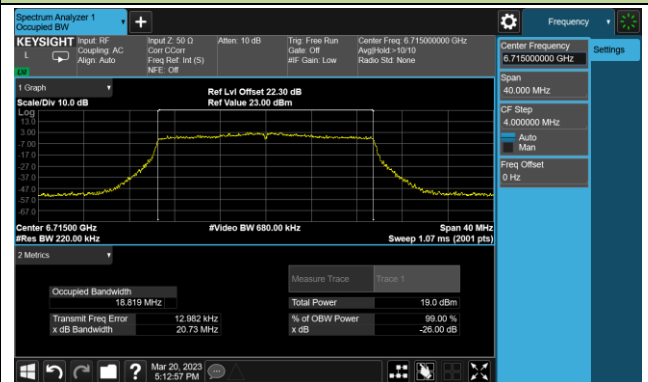 Spectrum Analyzer 1
Occupied BW
Frequency
KEYSIGHT
L
Input: RF
Coupling: AC
Align: Auto
Input Z: 50 Ω
Corr CCorr
Freq Ref: Int (S)
NFE: Off
Atten: 10 dB
Trig: Free Run
Gate: Off
#IF Gain: Low
Center Freq: 6.715000000 GHz
Avg|Hold:>10/10
Radio Std: None
Center Frequency
6.715000000 GHz
Settings
Span
40.000 MHz
CF Step
4.000000 MHz
Auto
Man
Freq Offset
0 Hz
1 Graph
Scale/Div 10.0 dB
Ref Lvl Offset 22.30 dB
Ref Value 23.00 dBm
Log
13.0
3.00
-7.00
-17.0
-27.0
-37.0
-47.0
-57.0
-67.0
Center 6.71500 GHz
#Res BW 220.00 kHz
#Video BW 680.00 kHz
Span 40 MHz
Sweep 1.07 ms (2001 pts)
2 Metrics
Measure Trace
Trace 1
Occupied Bandwidth
18.819 MHz
Total Power
19.0 dBm
Transmit Freq Error
12.982 kHz
% of OBW Power
99.00 %
x dB Bandwidth
20.73 MHz
x dB
-26.00 dB
Mar 20, 2023
5:12:57 PM